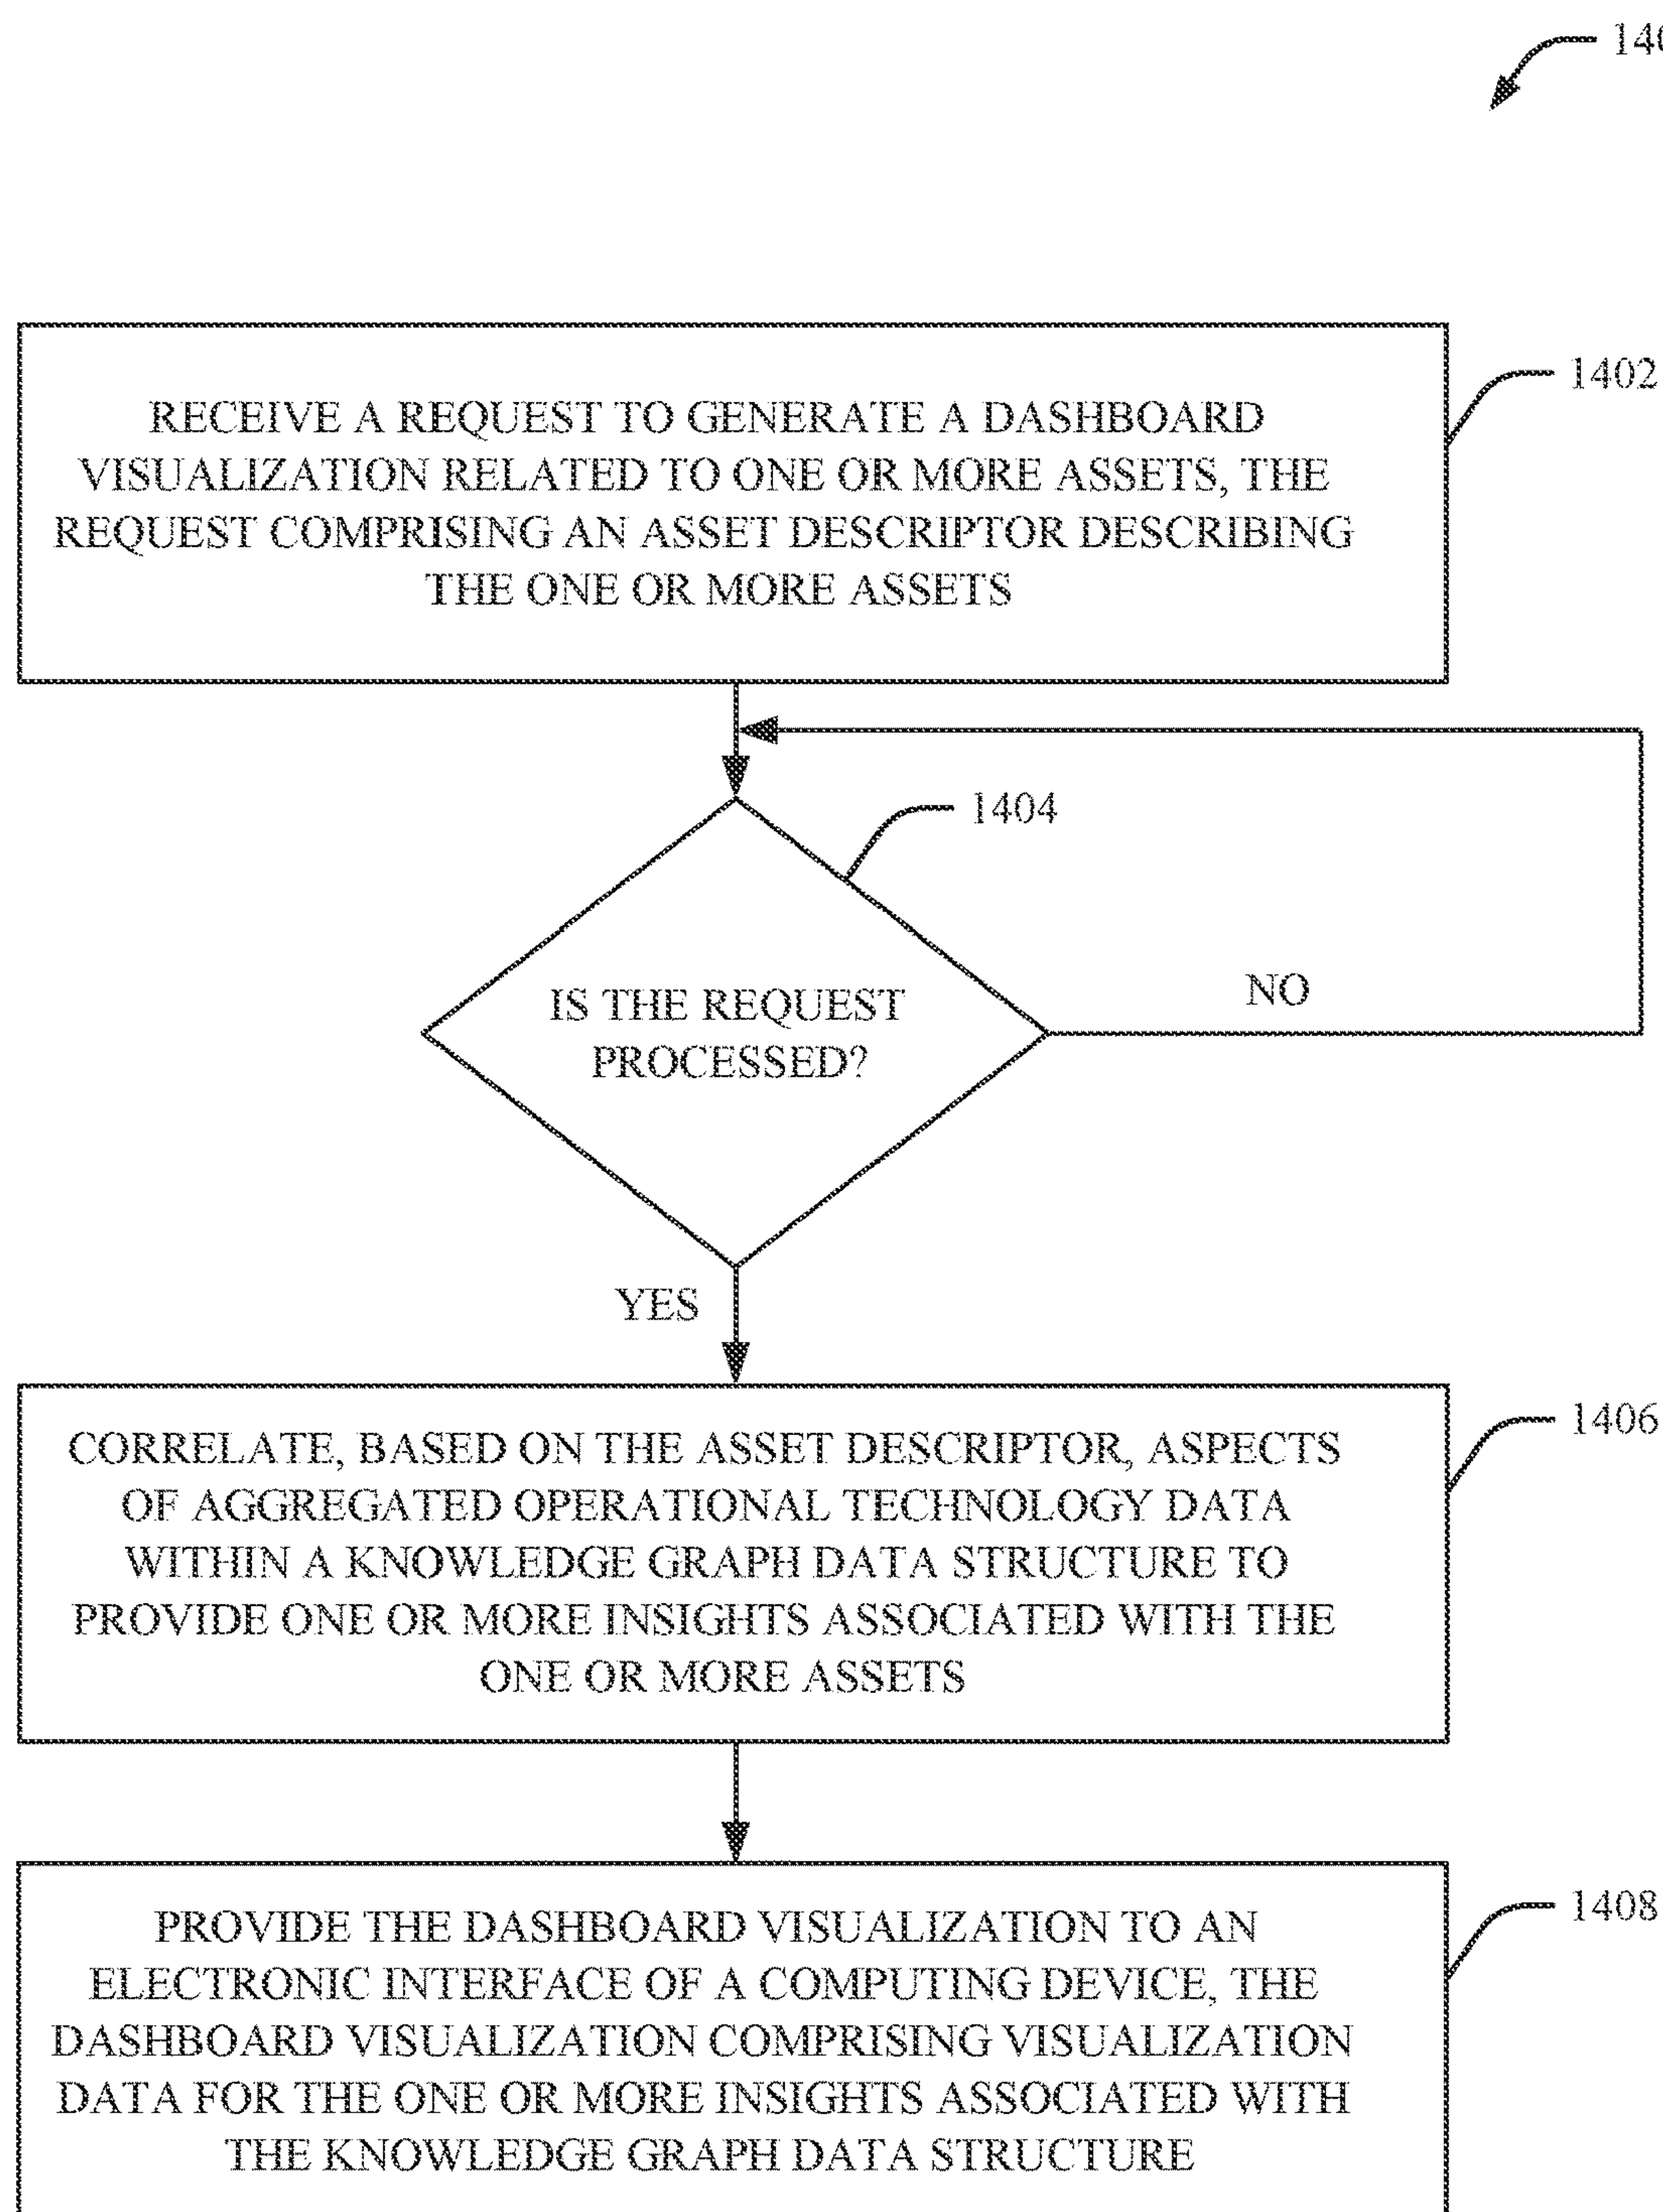 RECEIVE A REQUEST TO GENERATE A DASHBOARD
VISUALIZATION RELATED TO ONE OR MORE ASSETS, THE
REQUEST COMPRISING AN ASSET DESCRIPTOR DESCRIBING
THE ONE OR MORE ASSETS
1402
1404
IS THE REQUEST
PROCESSED?
NO
YES
CORRELATE, BASED ON THE ASSET DESCRIPTOR, ASPECTS
OF AGGREGATED OPERATIONAL TECHNOLOGY DATA
WITHIN A KNOWLEDGE GRAPH DATA STRUCTURE TO
PROVIDE ONE OR MORE INSIGHTS ASSOCIATED WITH THE
ONE OR MORE ASSETS
1406
PROVIDE THE DASHBOARD VISUALIZATION TO AN
ELECTRONIC INTERFACE OF A COMPUTING DEVICE, THE
DASHBOARD VISUALIZATION COMPRISING VISUALIZATION
DATA FOR THE ONE OR MORE INSIGHTS ASSOCIATED WITH
THE KNOWLEDGE GRAPH DATA STRUCTURE
1408